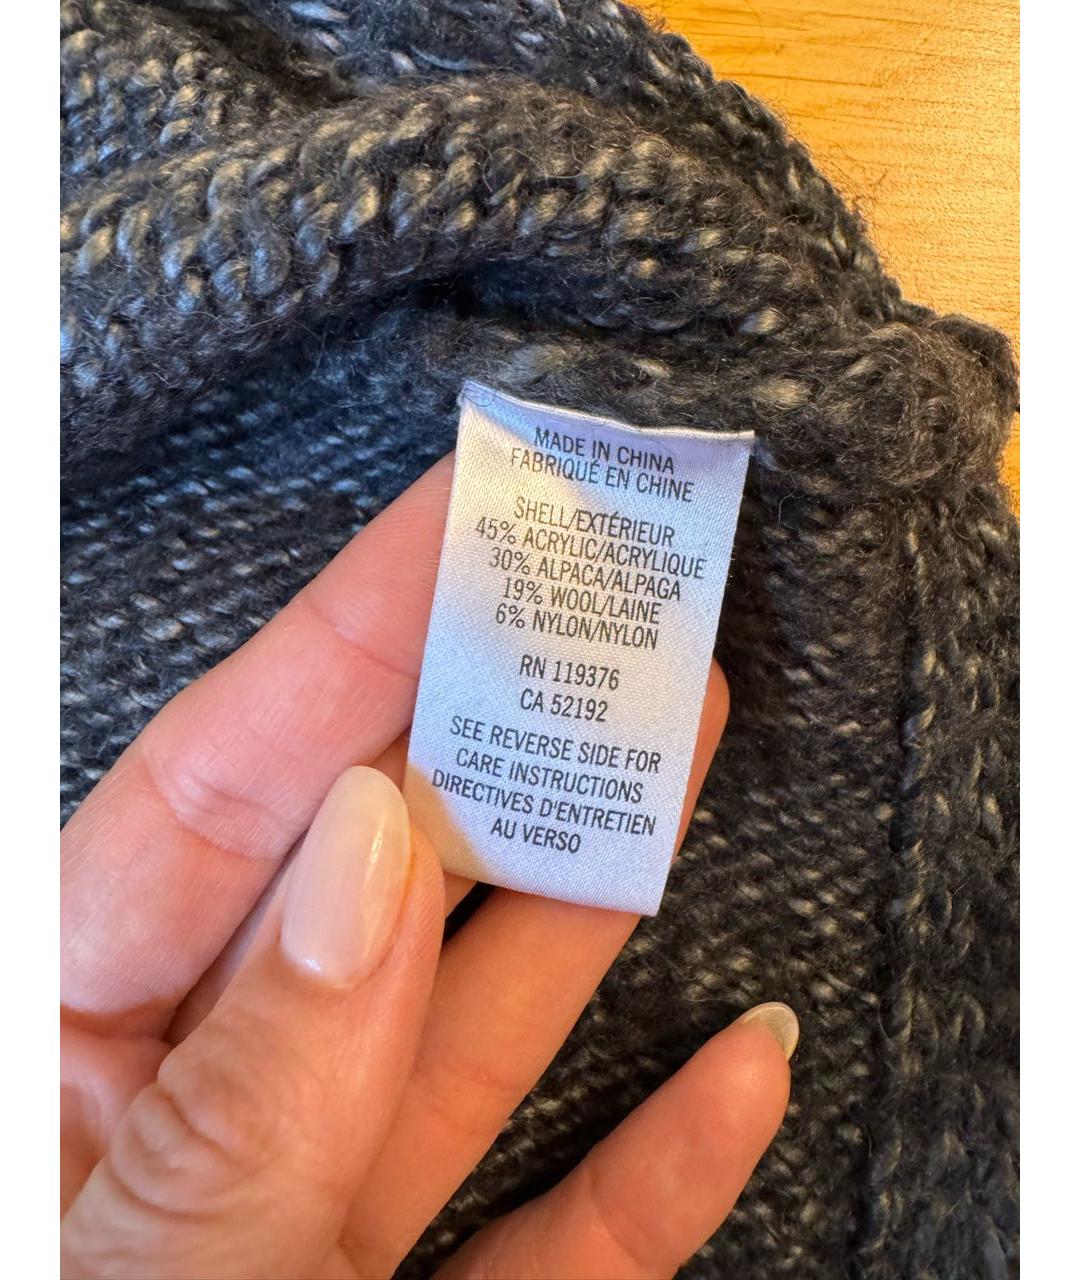 MADE IN CHINA
FABRIQUÉ EN CHINE
SHELL/EXTÉRIEUR
45% ACRYLIC/ACRYLIQUE
30% ALPACA/ALPAGA
19% WOOL/LAINE
6% NYLON/NYLON
RN 119376
CA 52192
SEE REVERSE SIDE FOR
CARE INSTRUCTIONS
DIRECTIVES D'ENTRETIEN
AU VERSO